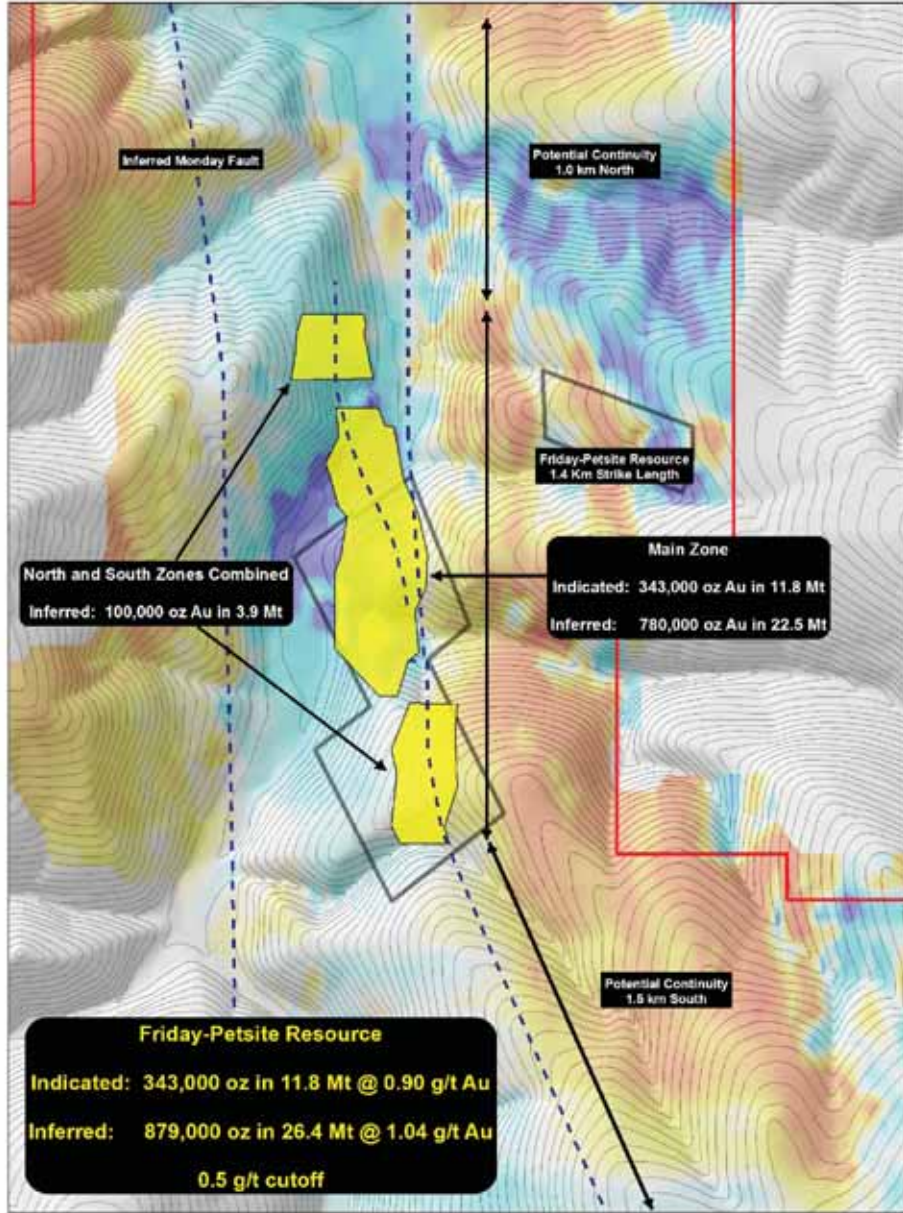 Inferred Monday Fault
Potential Continuity
1.0 km North
Friday-Petsite Resource
1.4 Km Strike Length
Main Zone
Indicated: 343,000 oz Au in 11.8 Mt
Inferred: 780,000 oz Au in 22.5 Mt
North and South Zones Combined
Inferred: 100,000 oz Au in 3.9 Mt
Potential Continuity
1.5 km South
Friday-Petsite Resource
Indicated: 343,000 oz in 11.8 Mt @ 0.90 g/t Au
Inferred: 879,000 oz in 26.4 Mt @ 1.04 g/t Au
0.5 g/t cutoff